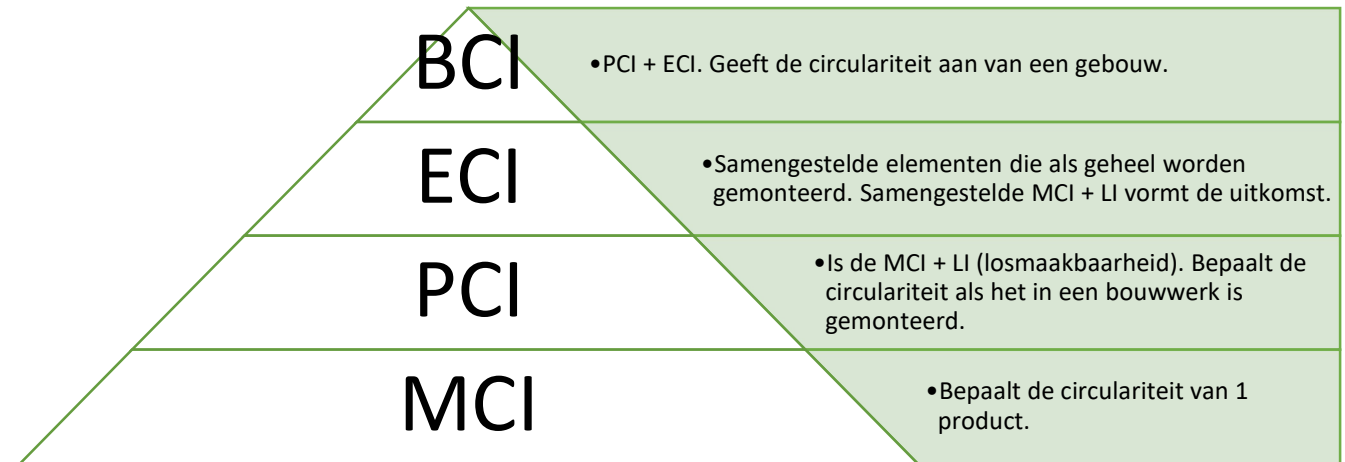 BCI
•PCI + ECI. Geeft de circulariteit aan van een gebouw.
ECI
•Samengestelde elementen die als geheel worden
gemonteerd. Samengestelde MCI + LI vormt de uitkomst.
PCI
•Is de MCI + LI (losmaakbaarheid). Bepaalt de
circulariteit als het in een bouwwerk is
gemonteerd.
MCI
•Bepaalt de circulariteit van 1
product.